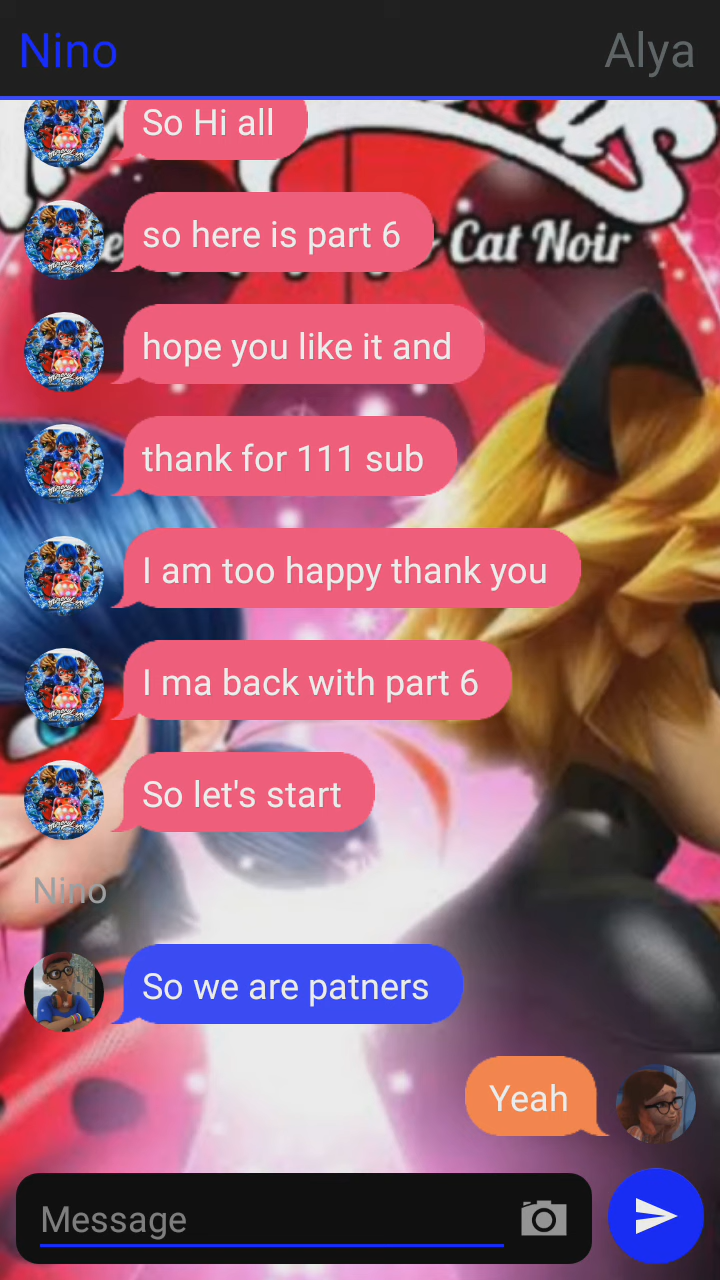 Nino
Alya
So Hi all
Cat Noir
so here is part 6
hope you like it and
thank for 111 sub
I am too happy thank you
I ma back with part 6
So let's start
Nino
So we are patners
Yeah
Message